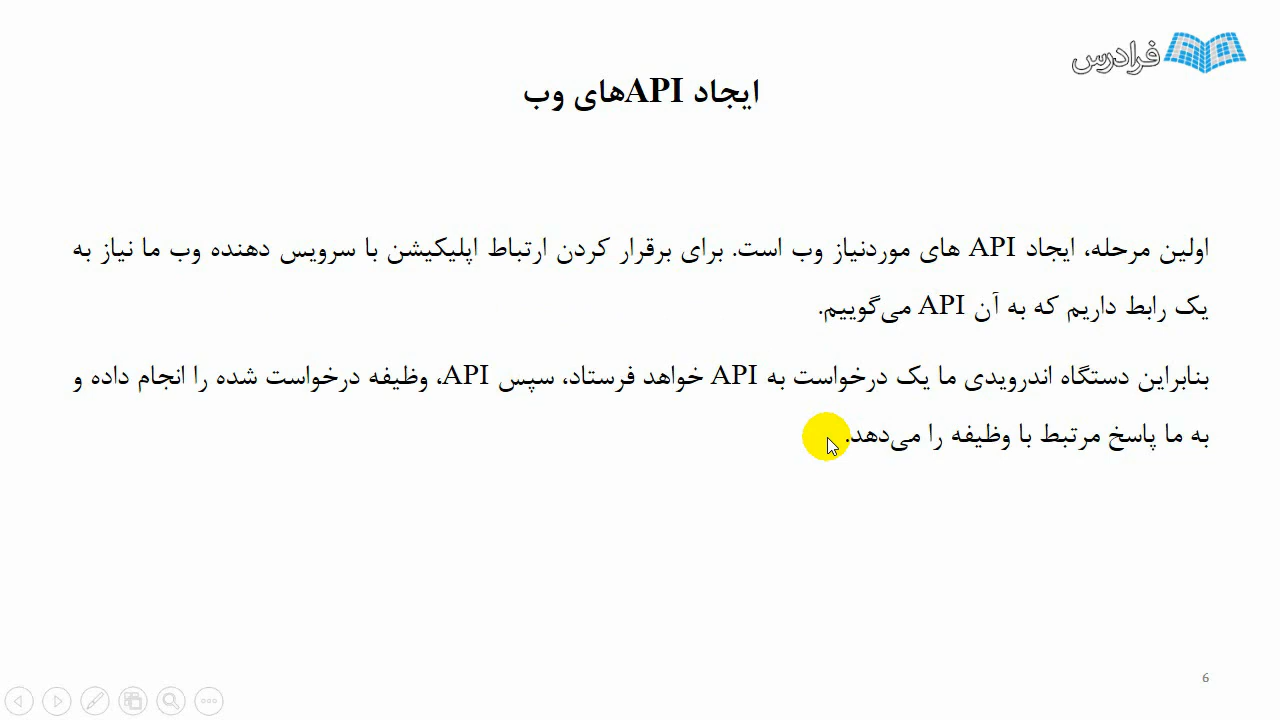 فرادرس
ایجاد APIهای وب
اولین مرحله، ایجاد API های موردنیاز وب است. برای برقرار کردن ارتباط اپلیکیشن با سرویس دهنده وب ما نیاز به
یک رابط داریم که به آن API می‌گوییم.
بنابراین دستگاه اندرویدی ما یک درخواست به API خواهد فرستاد، سپس API، وظیفه درخواست شده را انجام داده و
به ما پاسخ مرتبط با وظیفه را می‌دهد.
6